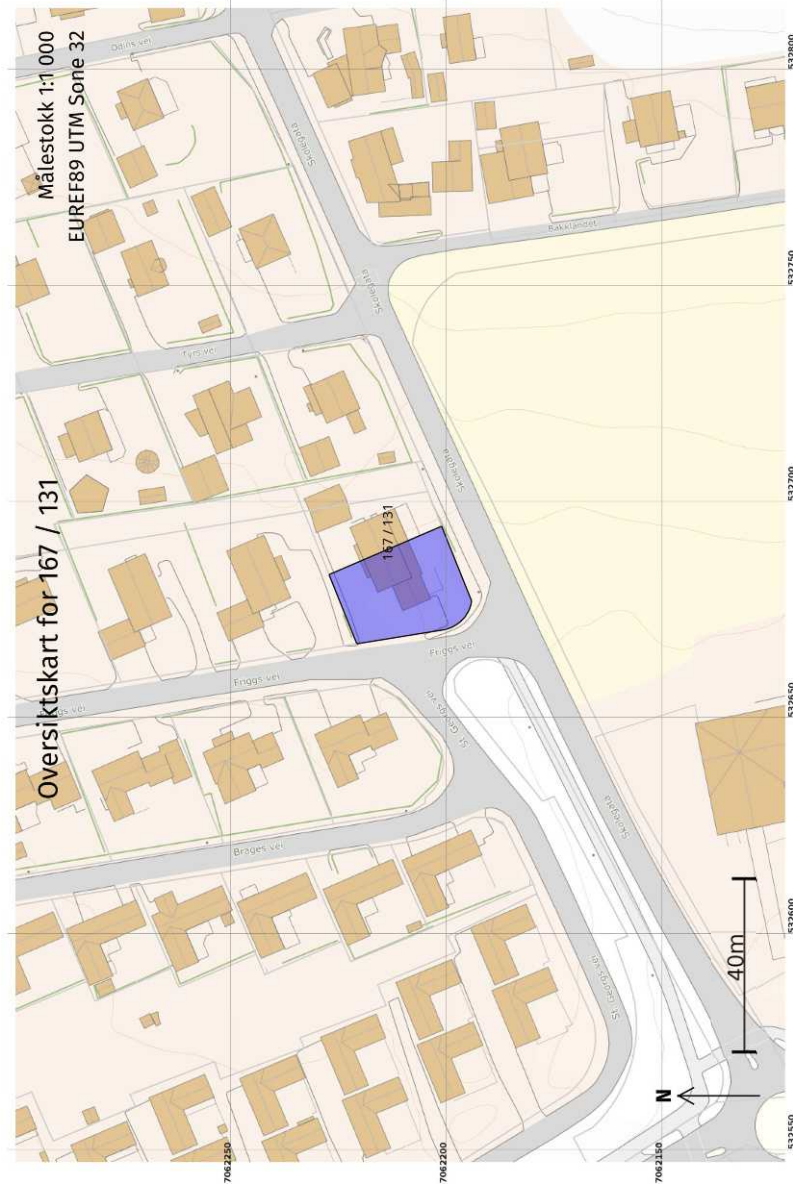 Oversiktskart for 167 / 131
Målestokk 1:1 000
EUREF89 UTM Sone 32
Odins vei
Skolegata
Bakklandet
Skolegata
Tyrs vei
Skolegata
167 / 131
Friggs vei
Friggs vei
St. Georgs vei
Brages vei
Skolegata
St. Georgs vei
40m
N
7062250
7062200
7062150
532800
532750
532700
532650
532600
532550